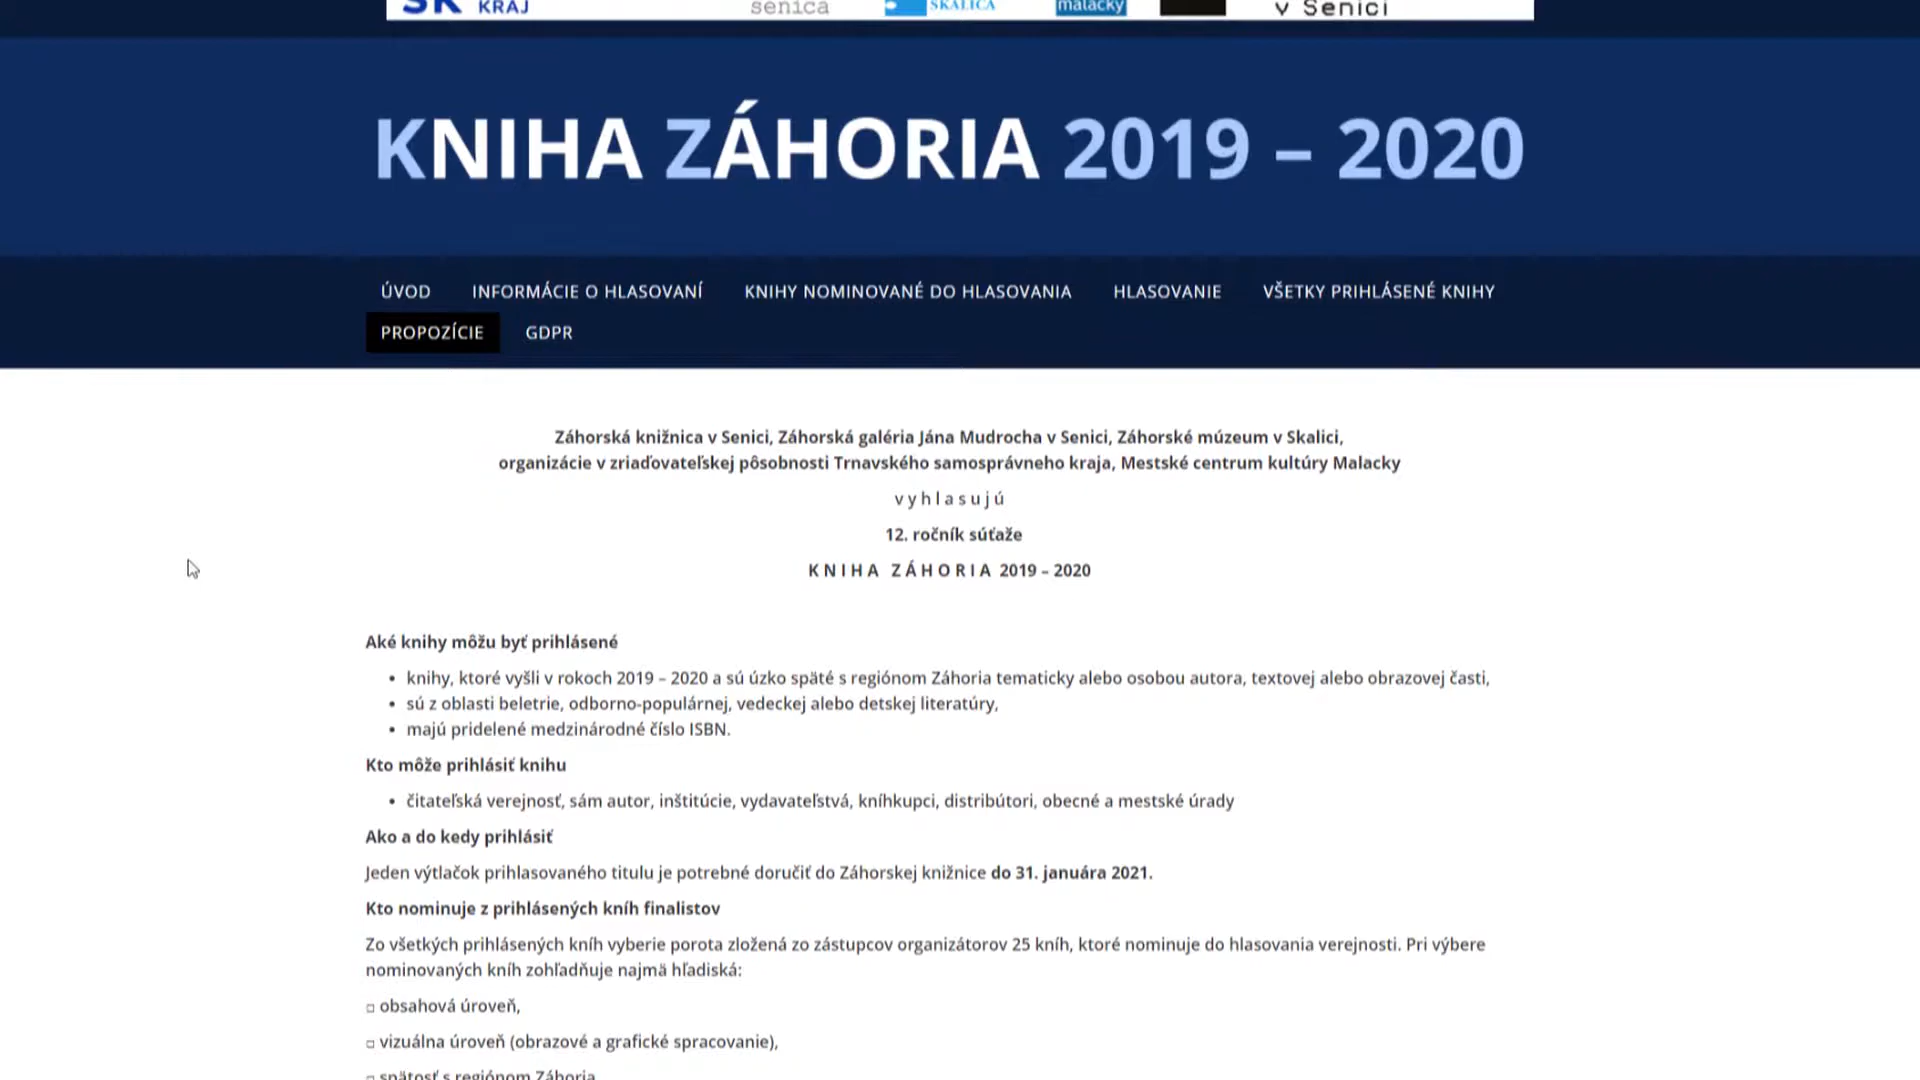 SK KRAJ senica SKALICA malacky v Senici
KNIHA ZÁHORIA 2019 – 2020
ÚVOD INFORMÁCIE O HLASOVANÍ KNIHY NOMINOVANÉ DO HLASOVANIA HLASOVANIE VŠETKY PRIHLÁSENÉ KNIHY
PROPOZÍCIE GDPR
Záhorská knižnica v Senici, Záhorská galéria Jána Mudrocha v Senici, Záhorské múzeum v Skalici,
organizácie v zriaďovateľskej pôsobnosti Trnavského samosprávneho kraja, Mestské centrum kultúry Malacky
v y h l a s u j ú
12. ročník súťaže
K N I H A Z Á H O R I A 2019 – 2020
Aké knihy môžu byť prihlásené
• knihy, ktoré vyšli v rokoch 2019 – 2020 a sú úzko späté s regiónom Záhoria tematicky alebo osobou autora, textovej alebo obrazovej časti,
• sú z oblasti beletrie, odborno-populárnej, vedeckej alebo detskej literatúry,
• majú pridelené medzinárodné číslo ISBN.
Kto môže prihlásiť knihu
• čitateľská verejnosť, sám autor, inštitúcie, vydavateľstvá, kníhkupci, distribútori, obecné a mestské úrady
Ako a do kedy prihlásiť
Jeden výtlačok prihlasovaného titulu je potrebné doručiť do Záhorskej knižnice do 31. januára 2021.
Kto nominuje z prihlásených kníh finalistov
Zo všetkých prihlásených kníh vyberie porota zložená zo zástupcov organizátorov 25 kníh, ktoré nominuje do hlasovania verejnosti. Pri výbere
nominovaných kníh zohľadňuje najmä hľadiská:
□ obsahová úroveň,
□ vizuálna úroveň (obrazové a grafické spracovanie),
□ spätosť s regiónom Záhoria